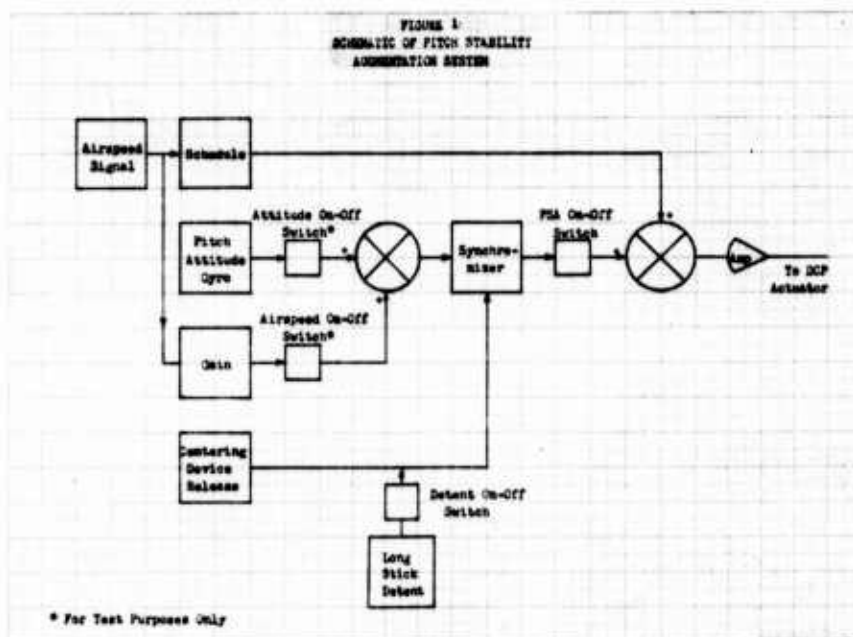 FIGURE 1
SCHEMATIC OF PITCH STABILITY
AUGMENTATION SYSTEM
Airspeed
Signal
Schedule
Attitude On-Off
Switch*
PSA On-Off
Switch
Pitch
Attitude
Gyro
Synchro-
nizer
Amp
To DCP
Actuator
Airspeed On-Off
Switch*
Gain
Centering
Device
Release
Detent On-Off
Switch
Long
Stick
Detent
* For Test Purposes Only